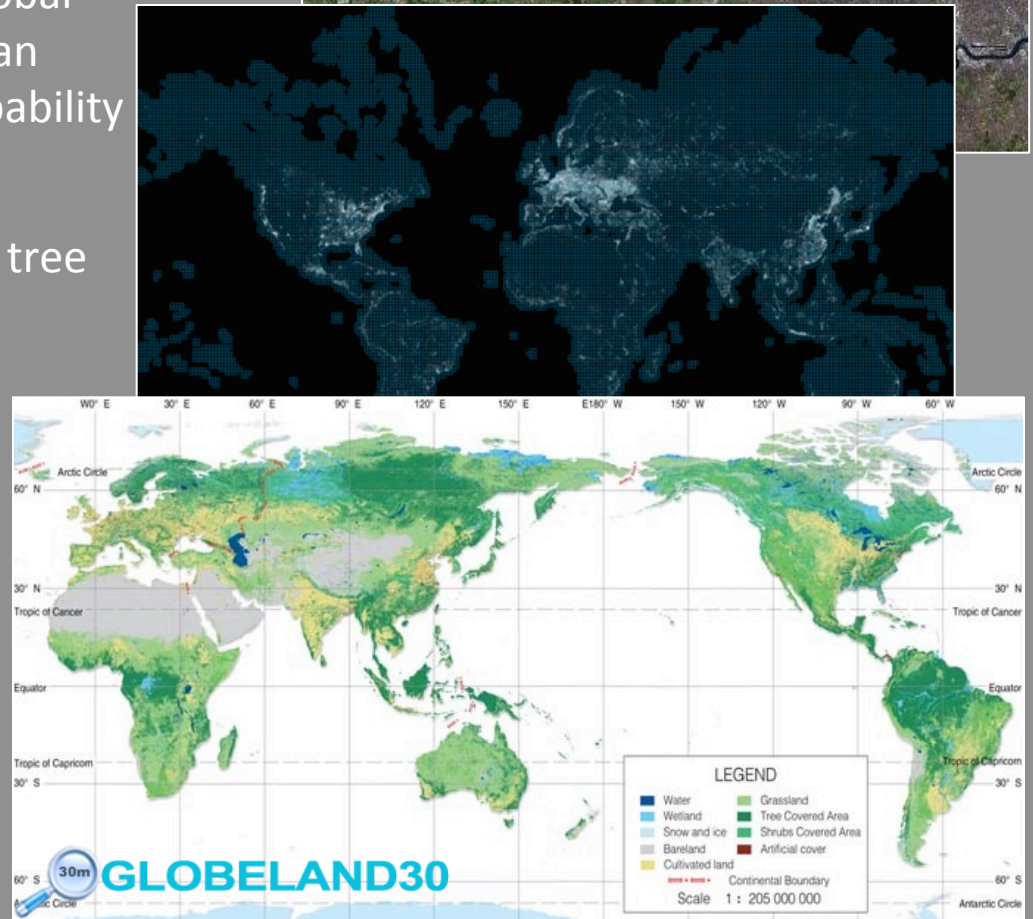 an
pability
tree
W0° E 30° E 60° E 90° E 120° E 150° E E180° W 150° W 120° W 90° W 60° W
Arctic Circle Arctic Circle
60° N 60° N
30° N 30° N
Tropic of Cancer Tropic of Cancer
Equator Equator
Tropic of Capricorn Tropic of Capricorn
30° S 30° S
LEGEND
Water Grassland
Wetland Tree Covered Area
Snow and ice Shrubs Covered Area
Bareland Artificial cover
Cultivated land
Continental Boundary
Scale 1 : 205 000 000
60° S 60° S
30m GLOBELAND30
Circle Antarctic Circle